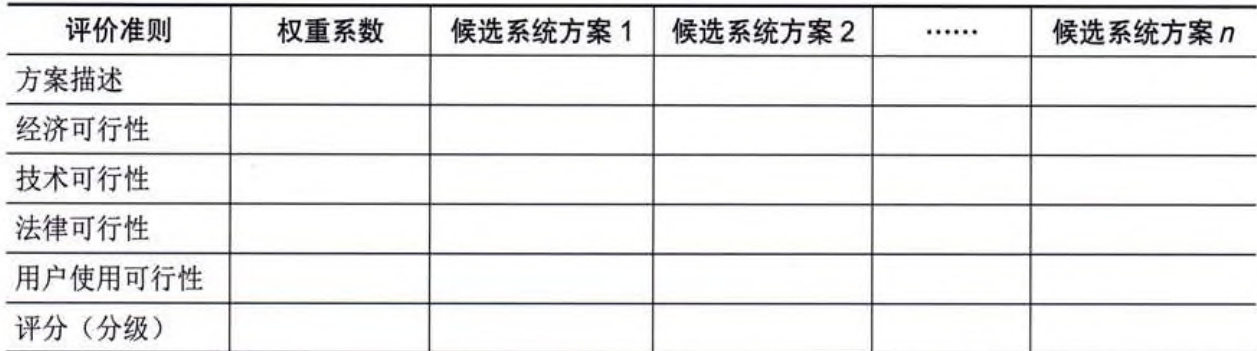 评价准则 权重系数 候选系统方案 1 候选系统方案 2 …… 候选系统方案 n
方案描述
经济可行性
技术可行性
法律可行性
用户使用可行性
评分（分级）